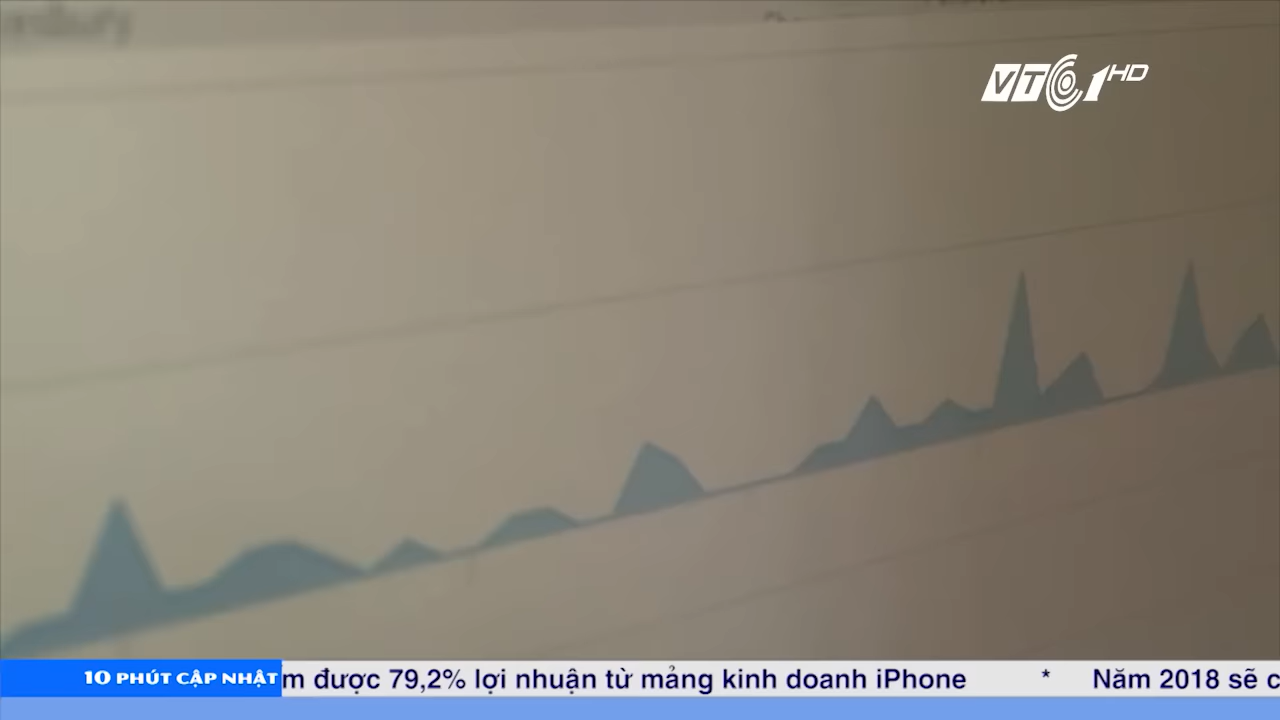 VTC1 HD
10 PHÚT CẬP NHẬT
m được 79,2% lợi nhuận từ mảng kinh doanh iPhone * Năm 2018 sẽ c